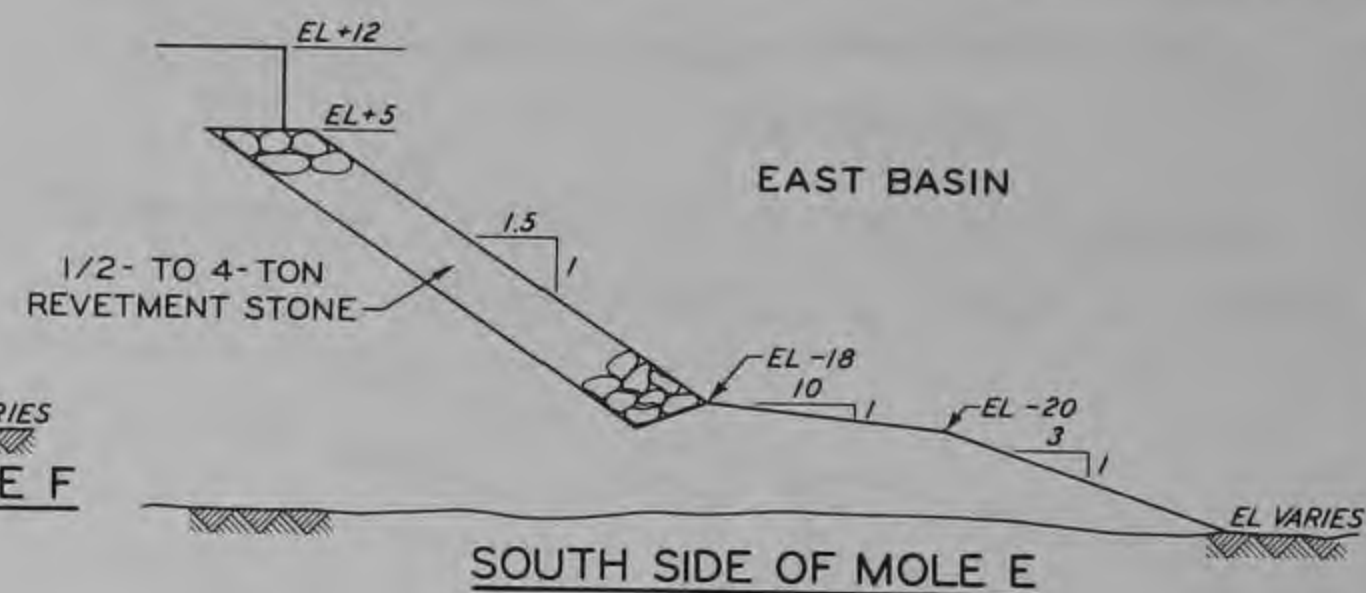 EL +12
EL+5
EAST BASIN
1.5
1
1/2- TO 4-TON
REVETMENT STONE
EL -18
10
1
EL -20
3
1
RIES
E F
EL VARIES
SOUTH SIDE OF MOLE E